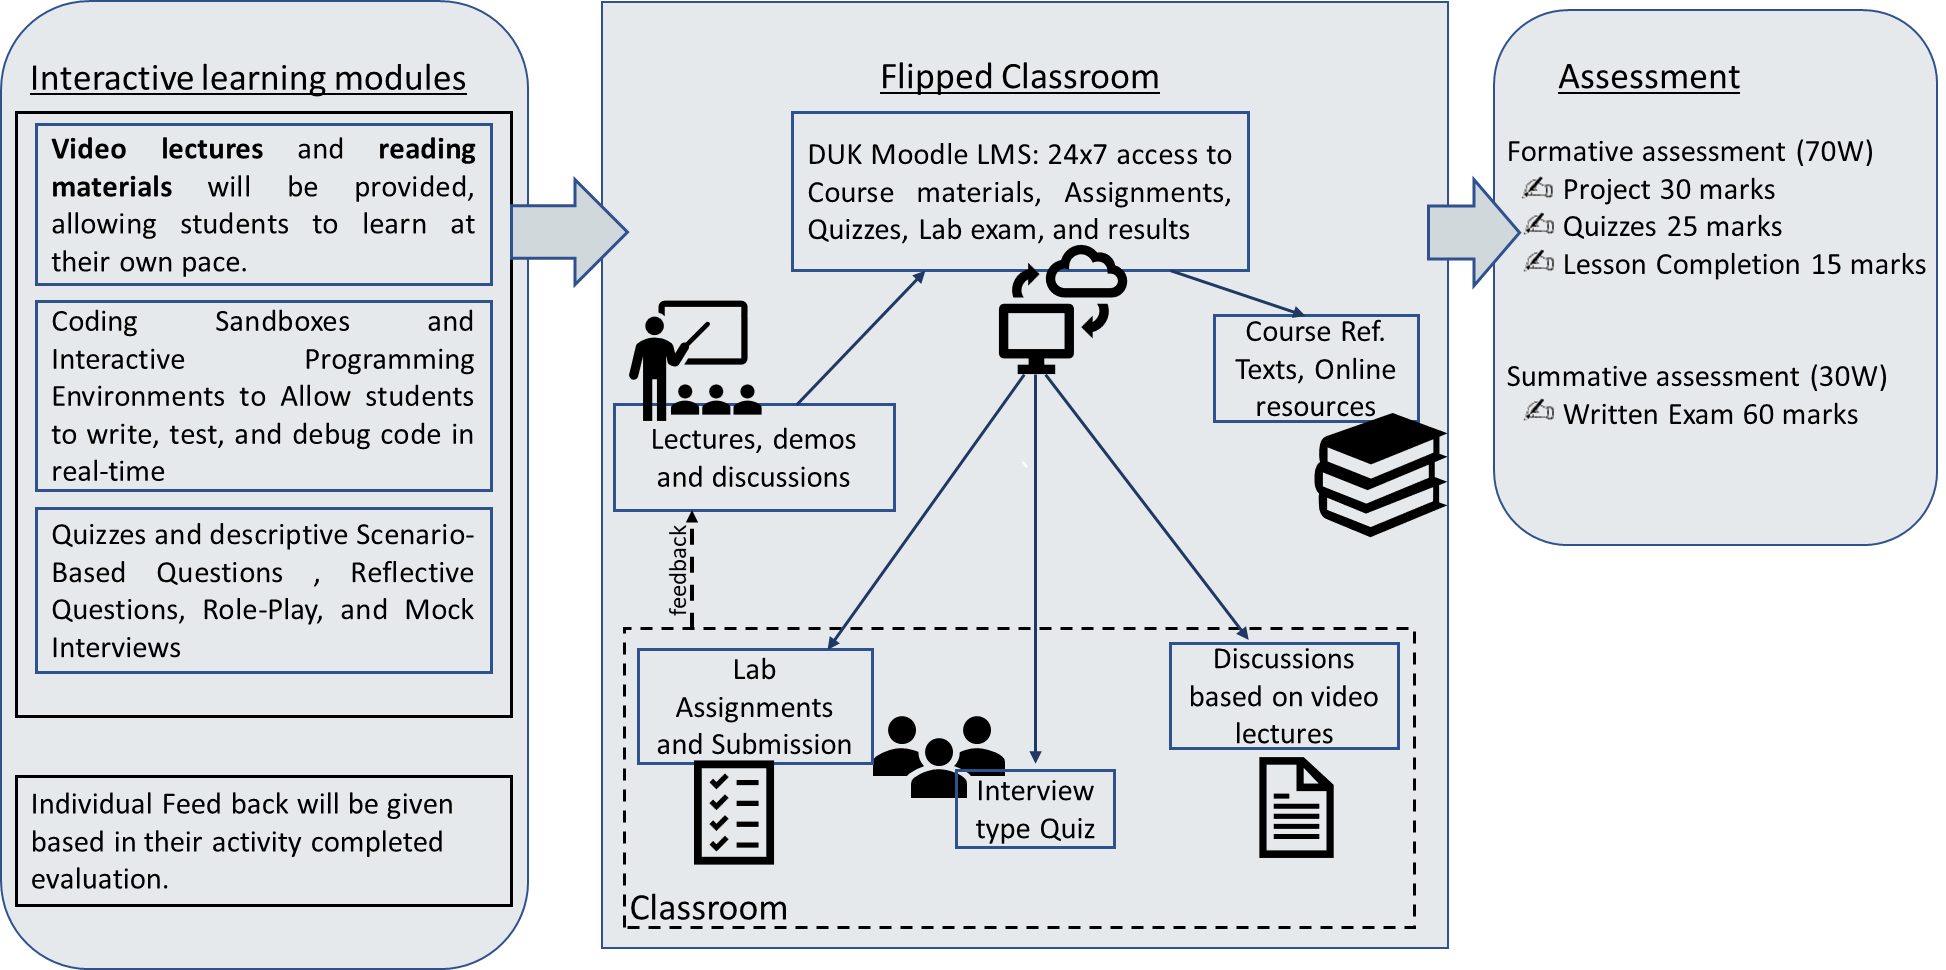 Interactive learning modules
Video lectures and reading
materials will be provided,
allowing students to learn at
their own pace.
Coding Sandboxes and
Interactive Programming
Environments to Allow students
to write, test, and debug code in
real-time
Quizzes and descriptive Scenario-
Based Questions , Reflective
Questions, Role-Play, and Mock
Interviews
Individual Feed back will be given
based in their activity completed
evaluation.
Flipped Classroom
DUK Moodle LMS: 24x7 access to
Course materials, Assignments,
Quizzes, Lab exam, and results
Course Ref.
Texts, Online
resources
Lectures, demos
and discussions
feedback
Lab
Assignments
and Submission
Interview
type Quiz
Discussions
based on video
lectures
Classroom
Assessment
Formative assessment (70W)
✍ Project 30 marks
✍ Quizzes 25 marks
✍ Lesson Completion 15 marks
Summative assessment (30W)
✍ Written Exam 60 marks